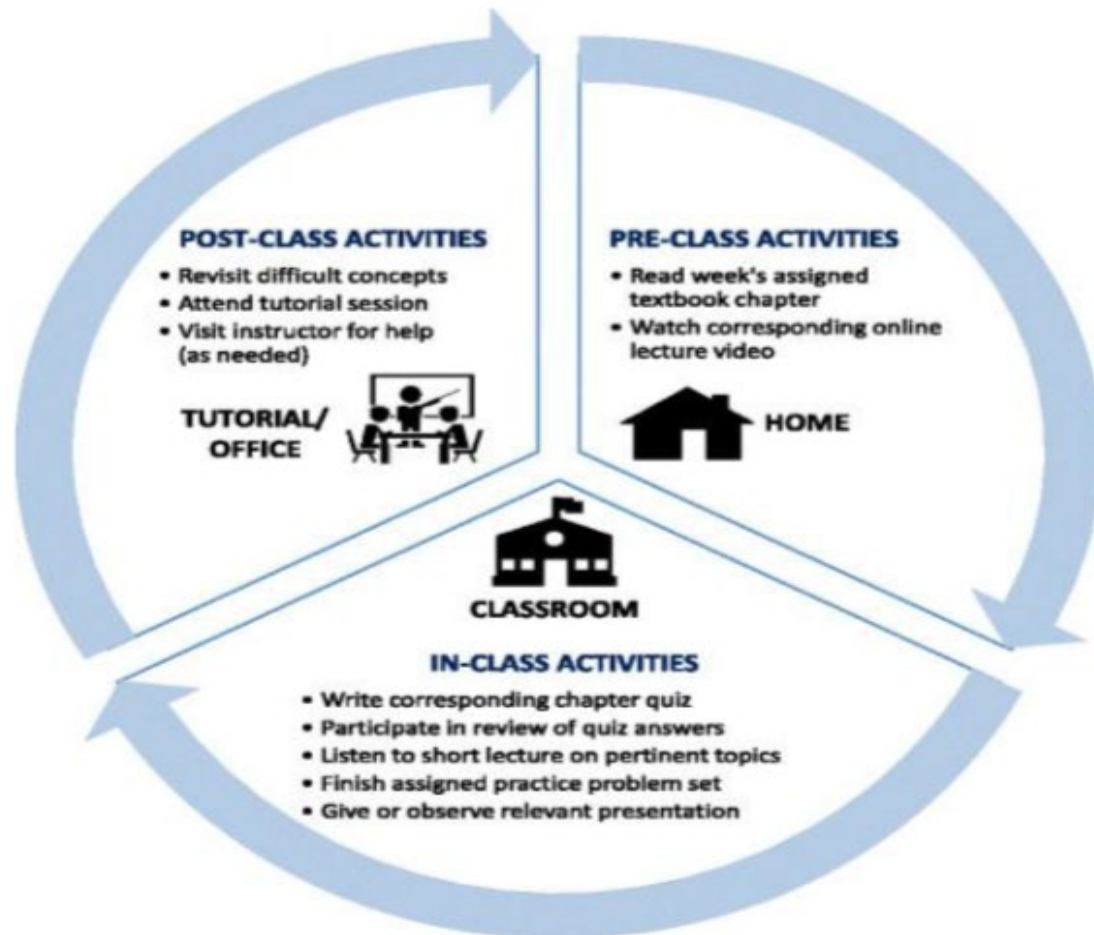 POST-CLASS ACTIVITIES
• Revisit difficult concepts
• Attend tutorial session
• Visit instructor for help
(as needed)
TUTORIAL/
OFFICE
PRE-CLASS ACTIVITIES
• Read week's assigned
textbook chapter
• Watch corresponding online
lecture video
HOME
CLASSROOM
IN-CLASS ACTIVITIES
• Write corresponding chapter quiz
• Participate in review of quiz answers
• Listen to short lecture on pertinent topics
• Finish assigned practice problem set
• Give or observe relevant presentation